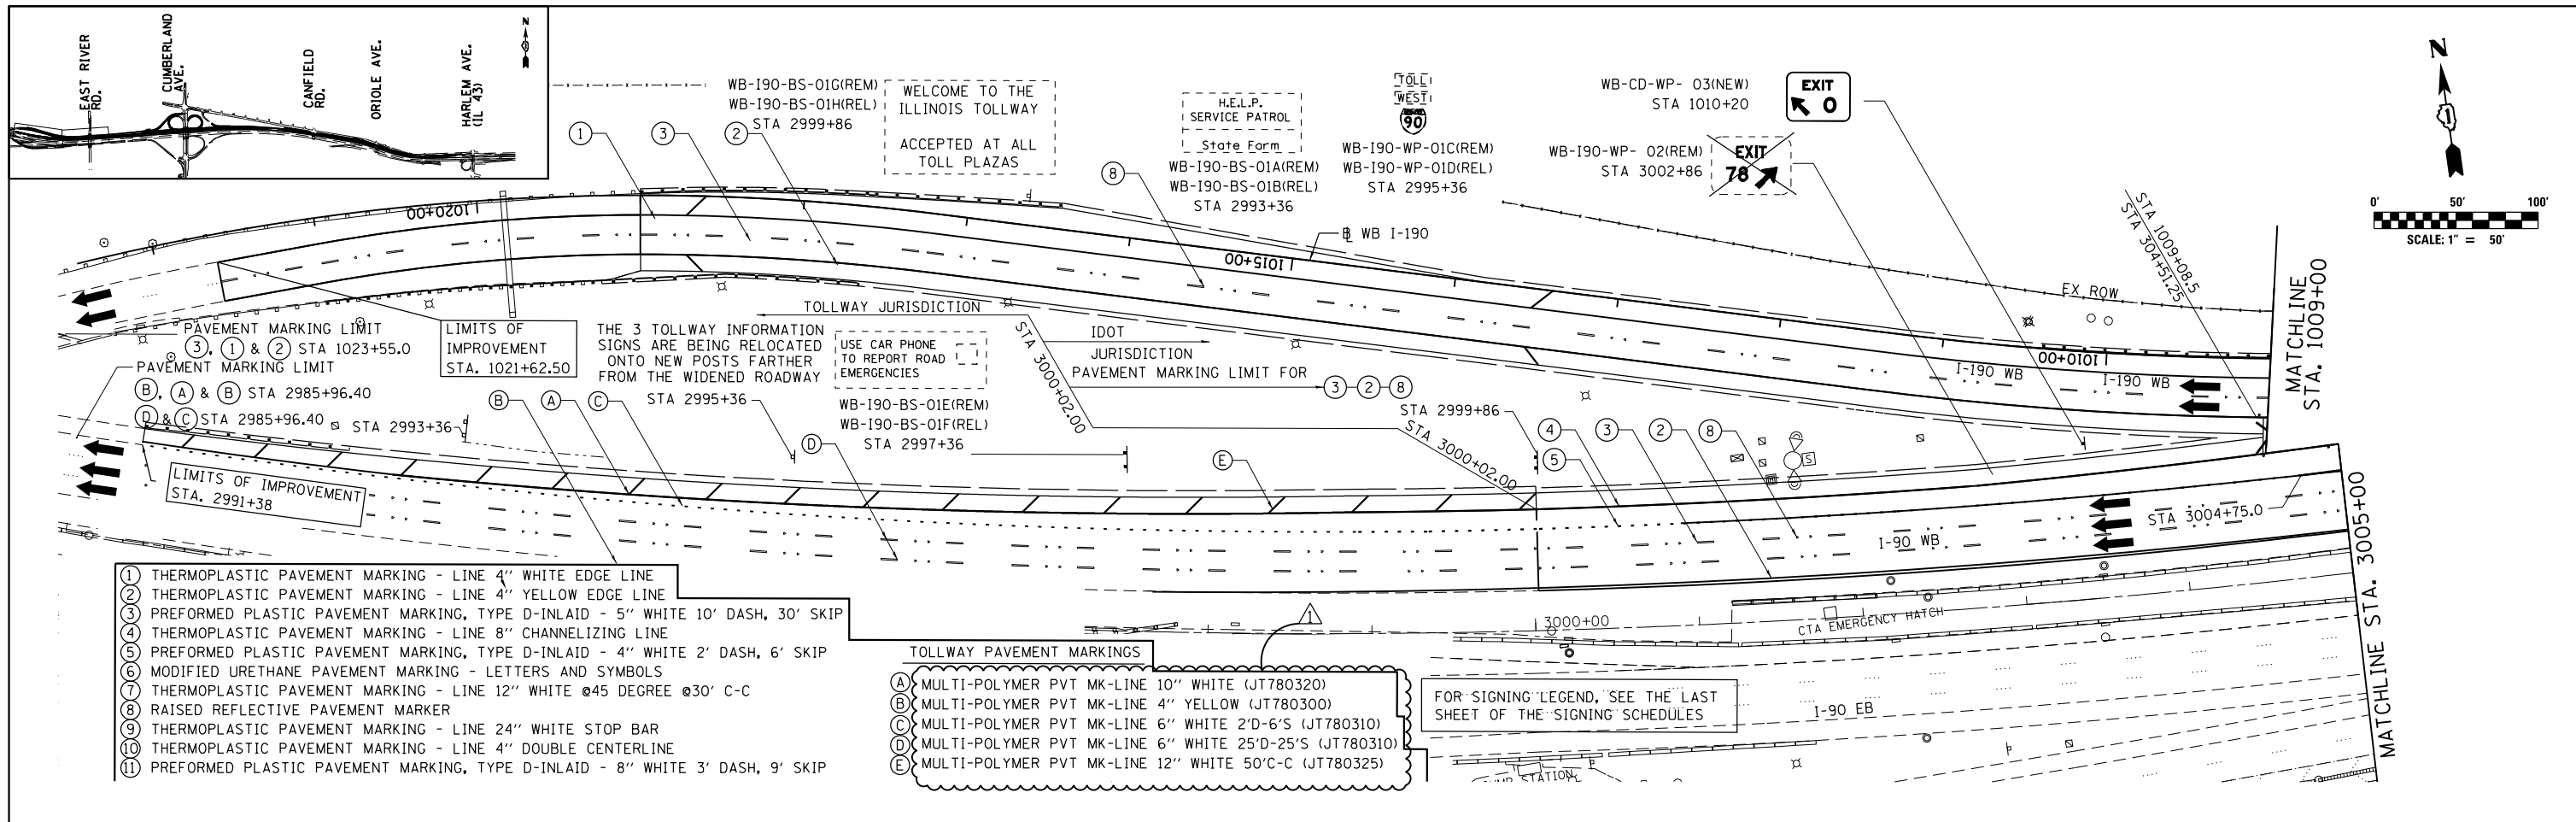 EAST RIVER
RD.
CUMBERLAND
AVE.
CANFIELD
RD.
ORIOLE AVE.
HARLEM AVE.
(IL 43)
N
WB-I90-BS-01G(REM)
WB-I90-BS-01H(REL)
STA 2999+86
WELCOME TO THE
ILLINOIS TOLLWAY
ACCEPTED AT ALL
TOLL PLAZAS
H.E.L.P.
SERVICE PATROL
State Farm
WB-I90-BS-01A(REM)
WB-I90-BS-01B(REL)
STA 2993+36
TOLL
WEST
90
WB-I90-WP-01C(REM)
WB-I90-WP-01D(REL)
STA 2995+36
WB-CD-WP- 03(NEW)
STA 1010+20
EXIT
0
WB-I90-WP- 02(REM)
STA 3002+86
EXIT
78
N
1
0' 50' 100'
SCALE: 1" = 50'
1
3
2
8
1020+00
1015+00
1010+00
B WB I-190
STA 1009+08.5
STA 3004+51.25
EX ROW
MATCHLINE
STA. 1009+00
I-190 WB
I-190 WB
TOLLWAY JURISDICTION
IDOT
JURISDICTION
PAVEMENT MARKING LIMIT FOR
3 2 8
STA 3000+02.00
PAVEMENT MARKING LIMIT
3, 1 & 2 STA 1023+55.0
PAVEMENT MARKING LIMIT
B, A & B STA 2985+96.40
D & C STA 2985+96.40
LIMITS OF
IMPROVEMENT
STA. 1021+62.50
THE 3 TOLLWAY INFORMATION
SIGNS ARE BEING RELOCATED
ONTO NEW POSTS FARTHER
FROM THE WIDENED ROADWAY
STA 2995+36
USE CAR PHONE
TO REPORT ROAD
EMERGENCIES
WB-I90-BS-01E(REM)
WB-I90-BS-01F(REL)
STA 2997+36
STA 2993+36
B
A
C
D
E
STA 2999+86
STA 3000+02.00
4
5
3
2
8
S
LIMITS OF IMPROVEMENT
STA. 2991+38
STA 3004+75.0
I-90 WB
MATCHLINE STA. 3005+00
3000+00
CTA EMERGENCY HATCH
I-90 EB
1 THERMOPLASTIC PAVEMENT MARKING - LINE 4" WHITE EDGE LINE
2 THERMOPLASTIC PAVEMENT MARKING - LINE 4" YELLOW EDGE LINE
3 PREFORMED PLASTIC PAVEMENT MARKING, TYPE D-INLAID - 5" WHITE 10' DASH, 30' SKIP
4 THERMOPLASTIC PAVEMENT MARKING - LINE 8" CHANNELIZING LINE
5 PREFORMED PLASTIC PAVEMENT MARKING, TYPE D-INLAID - 4" WHITE 2' DASH, 6' SKIP
6 MODIFIED URETHANE PAVEMENT MARKING - LETTERS AND SYMBOLS
7 THERMOPLASTIC PAVEMENT MARKING - LINE 12" WHITE @45 DEGREE @30' C-C
8 RAISED REFLECTIVE PAVEMENT MARKER
9 THERMOPLASTIC PAVEMENT MARKING - LINE 24" WHITE STOP BAR
10 THERMOPLASTIC PAVEMENT MARKING - LINE 4" DOUBLE CENTERLINE
11 PREFORMED PLASTIC PAVEMENT MARKING, TYPE D-INLAID - 8" WHITE 3' DASH, 9' SKIP
1
TOLLWAY PAVEMENT MARKINGS
A MULTI-POLYMER PVT MK-LINE 10" WHITE (JT780320)
B MULTI-POLYMER PVT MK-LINE 4" YELLOW (JT780300)
C MULTI-POLYMER PVT MK-LINE 6" WHITE 2'D-6'S (JT780310)
D MULTI-POLYMER PVT MK-LINE 6" WHITE 25'D-25'S (JT780310)
E MULTI-POLYMER PVT MK-LINE 12" WHITE 50'C-C (JT780325)
FOR SIGNING LEGEND, SEE THE LAST
SHEET OF THE SIGNING SCHEDULES
STATION